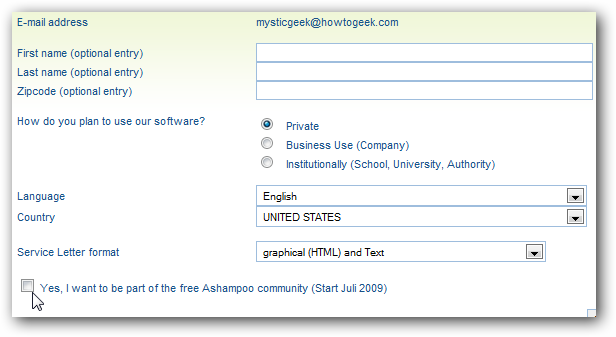 E-mail address mysticgeek@howtogeek.com
First name (optional entry)
Last name (optional entry)
Zipcode (optional entry)
How do you plan to use our software? Private
Business Use (Company)
Institutionally (School, University, Authority)
Language English
Country UNITED STATES
Service Letter format graphical (HTML) and Text
Yes, I want to be part of the free Ashampoo community (Start Juli 2009)